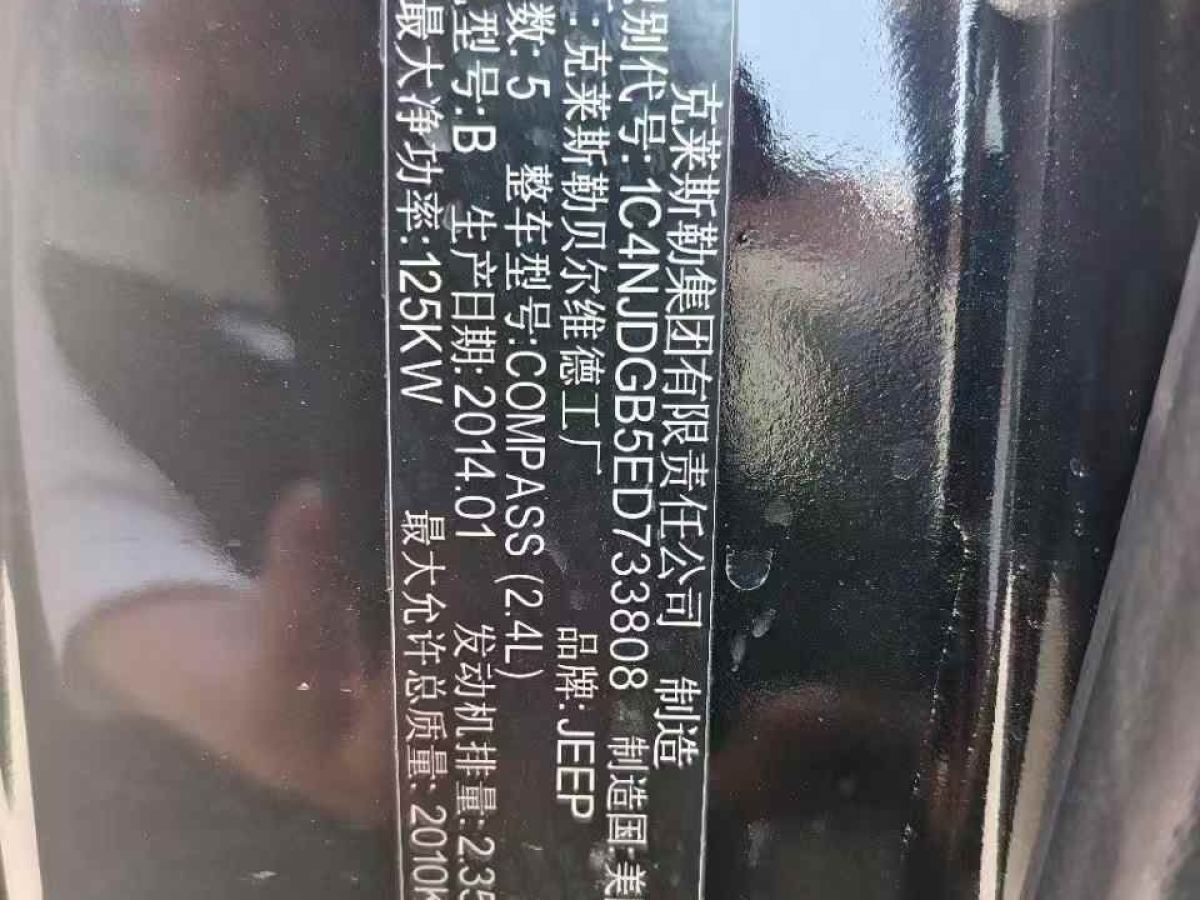 克莱斯勒集团有限责任公司 制造
别代号:1C4NJDGB5ED733808 制造国:美
:克莱斯勒贝尔维德工厂 品牌:JEEP
数:5 整车型号:COMPASS (2.4L)
型号:B 生产日期:2014.01 发动机排量:2.35
最大净功率:125KW 最大允许总质量:2010K